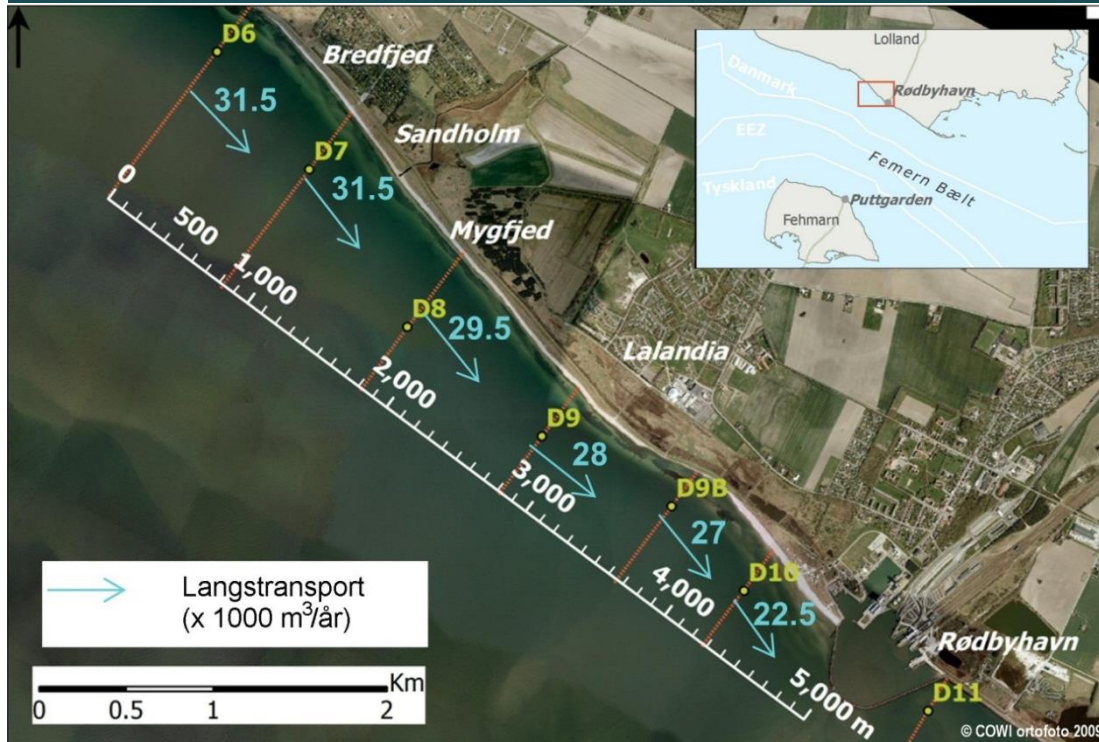 D6
Bredfjed
31.5
Sandholm
D7
31.5
Mygfjed
0
500
1,000
D8
29.5
Lalandia
2,000
D9
28
3,000
D9B
27
4,000
D10
22.5
5,000 m
Rødbyhavn
D11
Lolland
Danmark
Rødbyhavn
EEZ
Femern Bælt
Tyskland
Puttgarden
Fehmarn
Langstransport
(x 1000 m³/år)
Km
0 0.5 1 2
© COWI ortofoto 2009